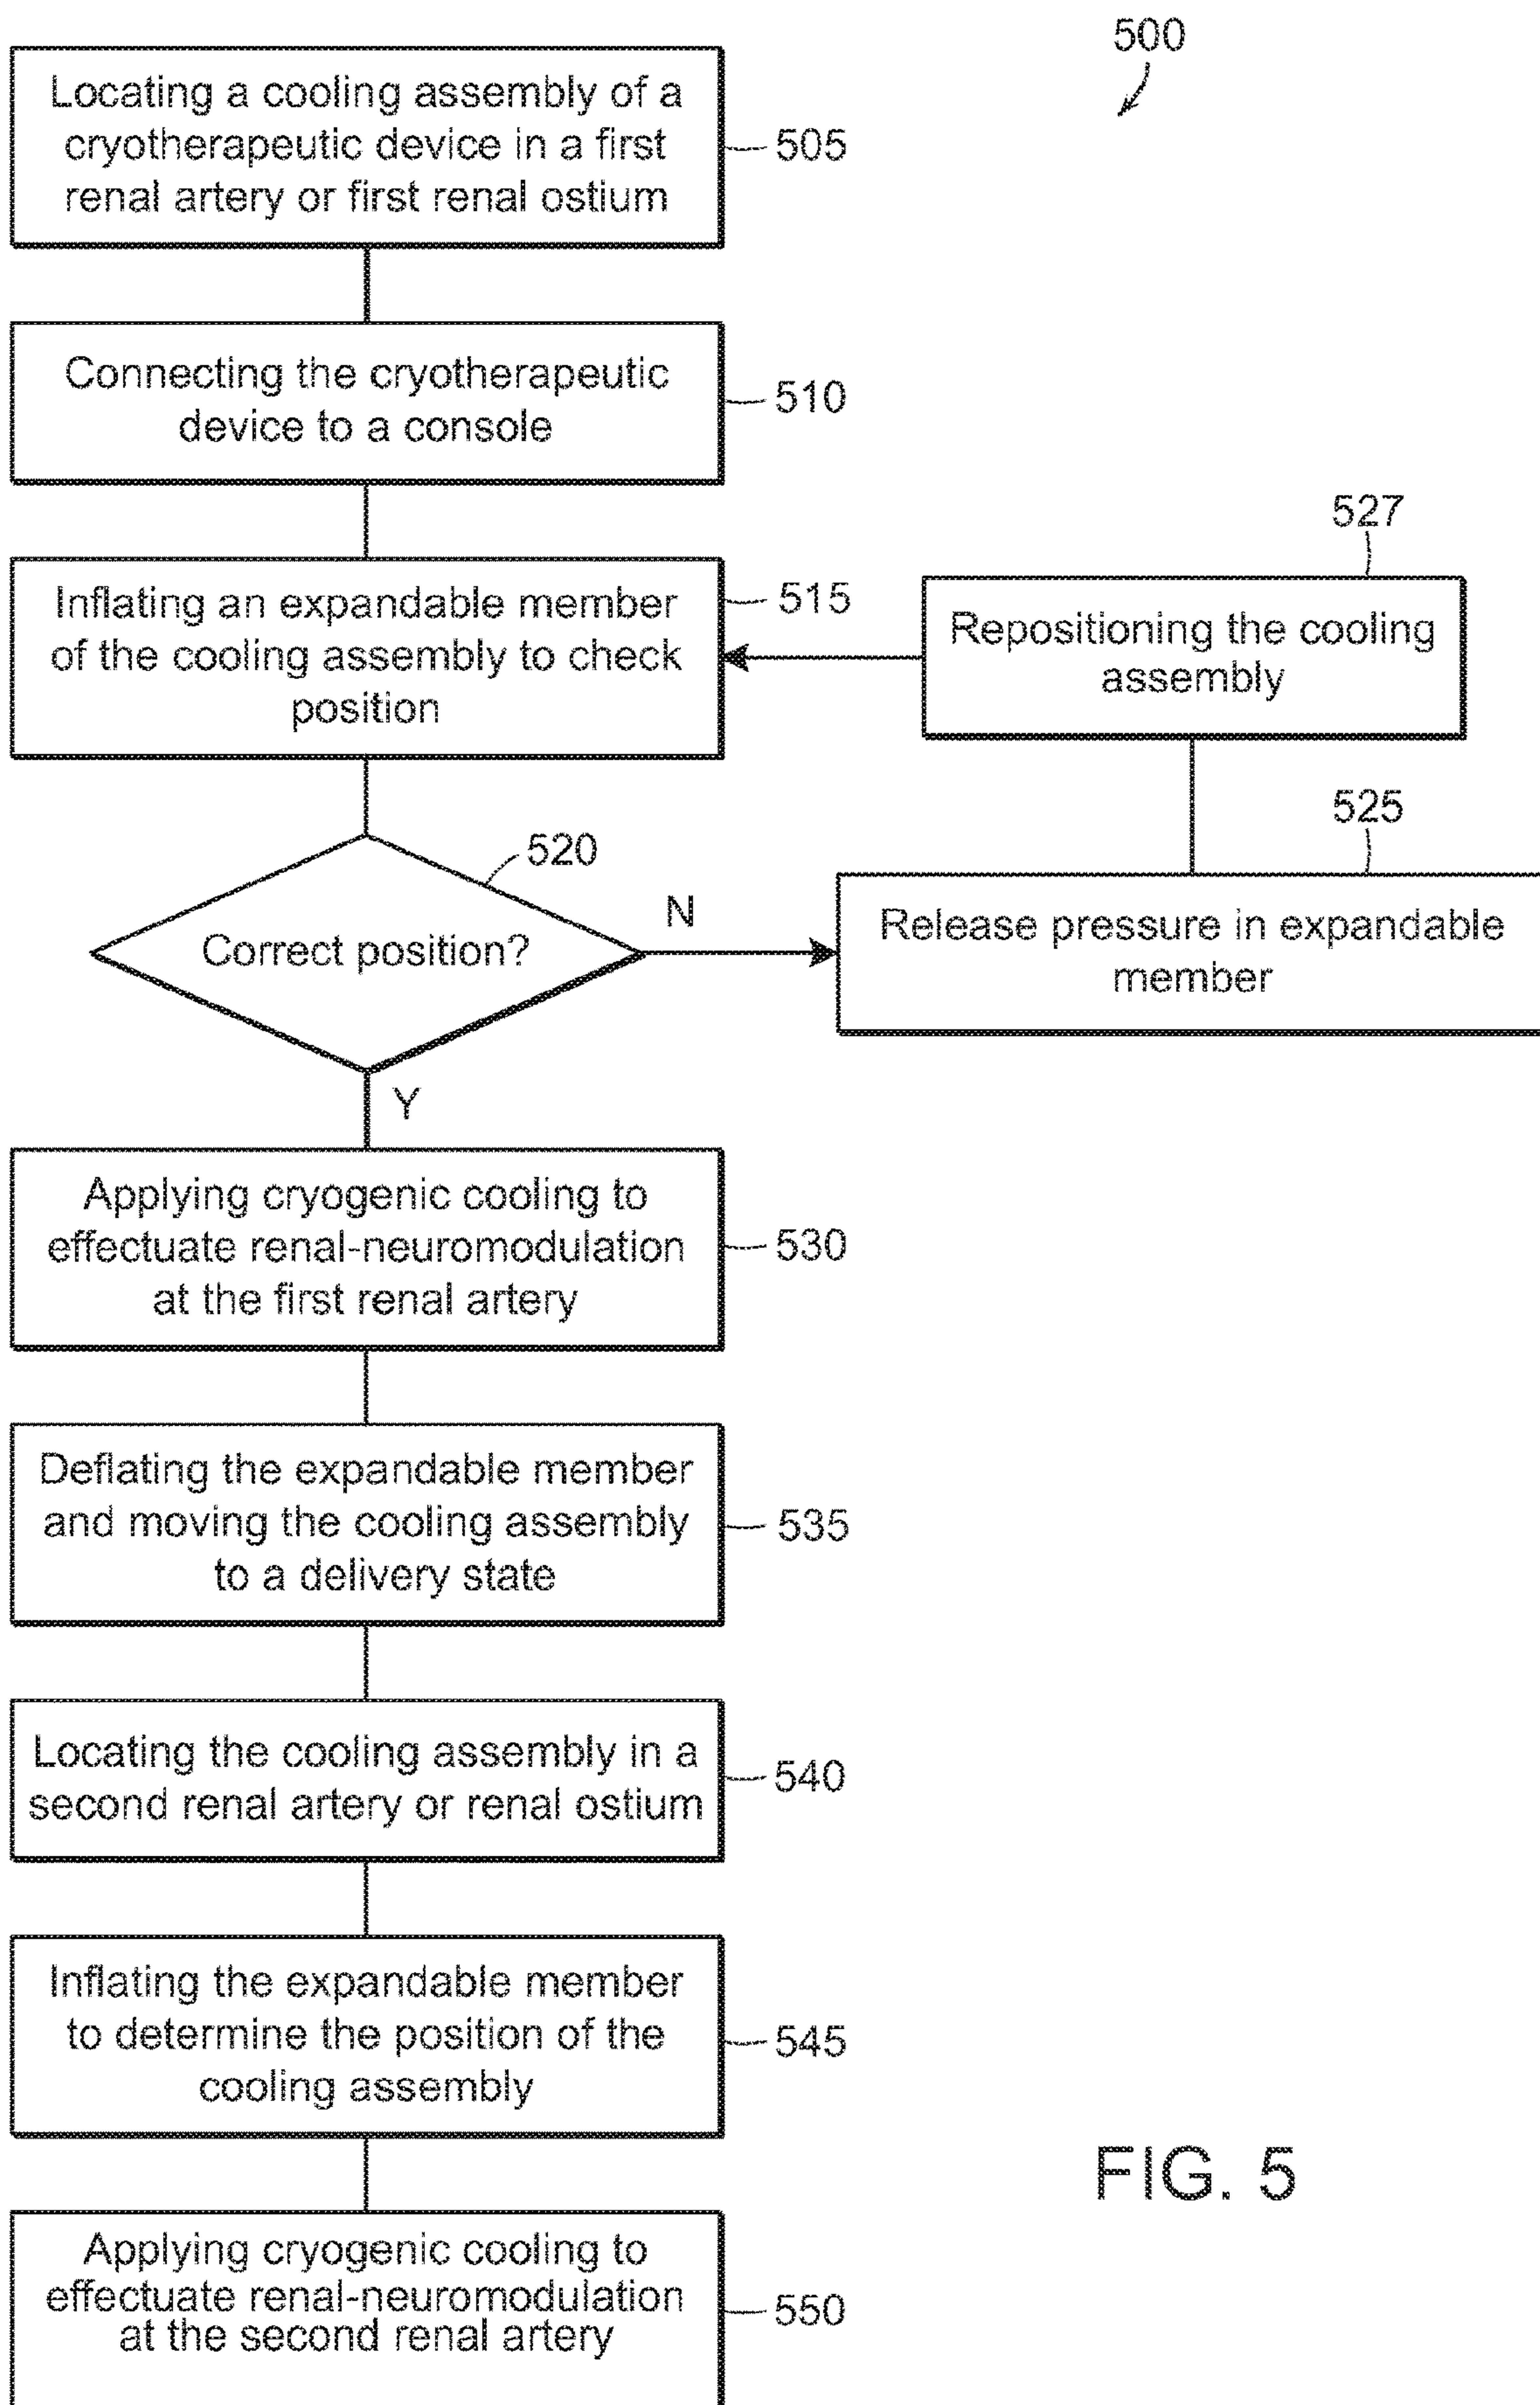 500
Locating a cooling assembly of a
cryotherapeutic device in a first
renal artery or first renal ostium
505
Connecting the cryotherapeutic
device to a console
510
Inflating an expandable member
of the cooling assembly to check
position
515
527
Repositioning the cooling
assembly
525
Release pressure in expandable
member
520
Correct position?
N
Y
Applying cryogenic cooling to
effectuate renal-neuromodulation
at the first renal artery
530
Deflating the expandable member
and moving the cooling assembly
to a delivery state
535
Locating the cooling assembly in a
second renal artery or renal ostium
540
Inflating the expandable member
to determine the position of the
cooling assembly
545
Applying cryogenic cooling to
effectuate renal-neuromodulation
at the second renal artery
550
FIG. 5